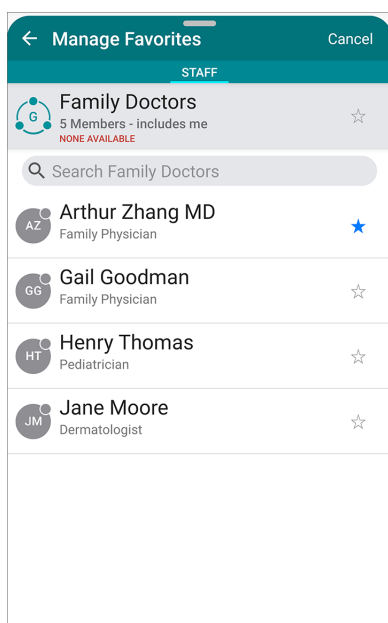 Manage Favorites
Cancel
STAFF
G
Family Doctors
5 Members - includes me
NONE AVAILABLE
Search Family Doctors
AZ
Arthur Zhang MD
Family Physician
GG
Gail Goodman
Family Physician
HT
Henry Thomas
Pediatrician
JM
Jane Moore
Dermatologist